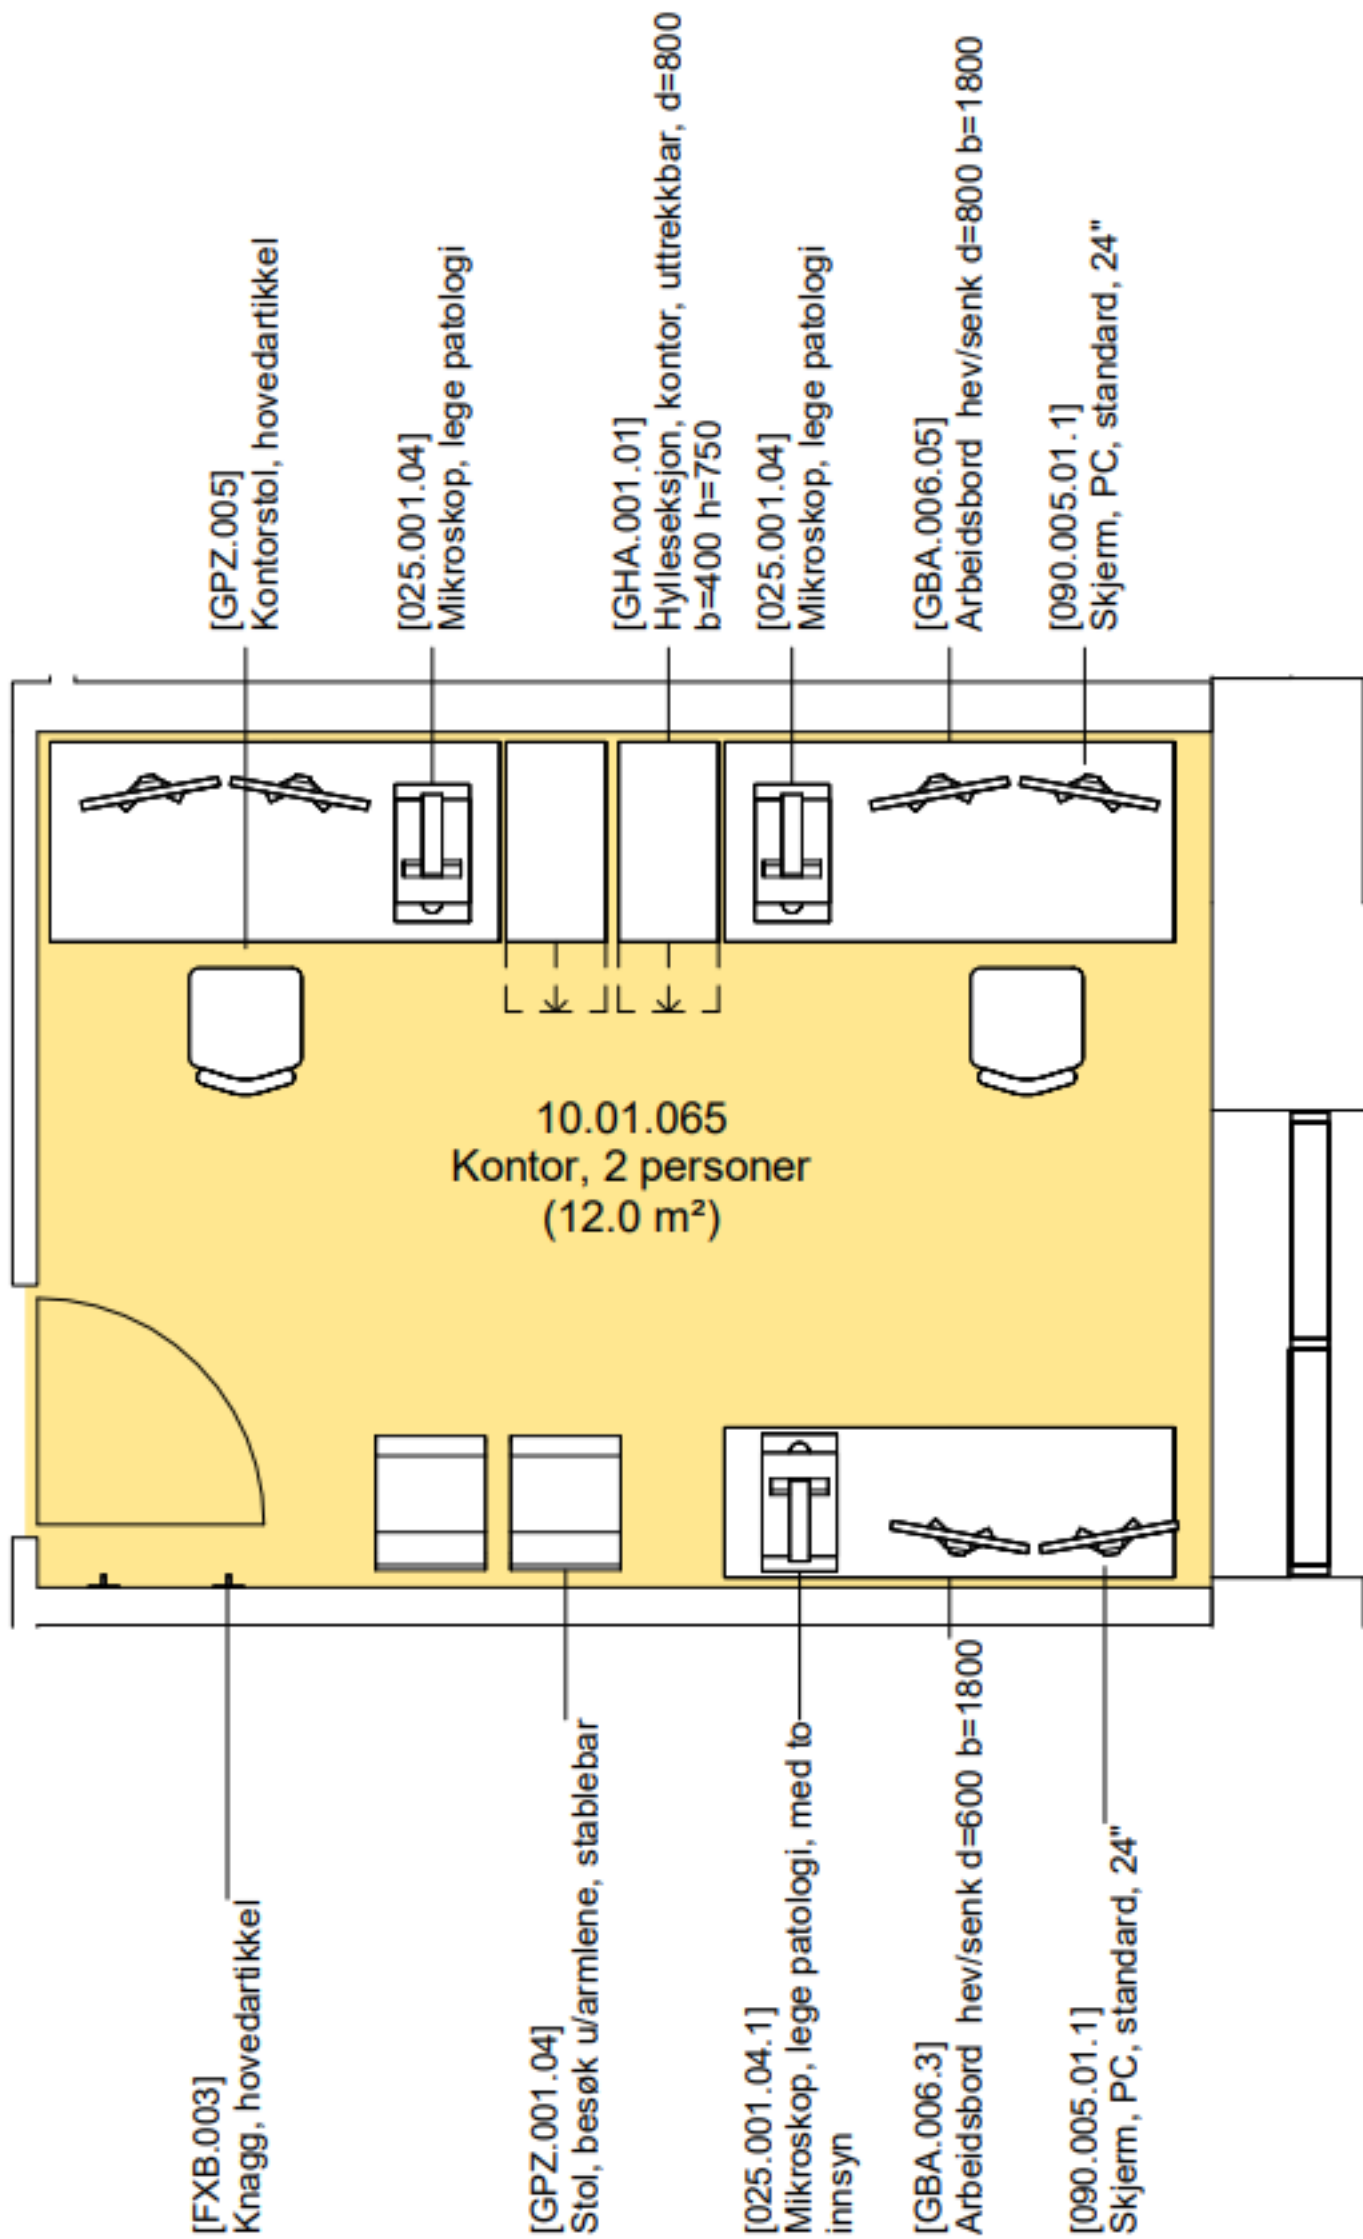 [GPZ.005]
Kontorstol, hovedartikkel
[025.001.04]
Mikroskop, lege patologi
[GHA.001.01]
Hylleseksjon, kontor, uttrekkbar, d=800
b=400 h=750
[025.001.04]
Mikroskop, lege patologi
[GBA.006.05]
Arbeidsbord hev/senk d=800 b=1800
[090.005.01.1]
Skjerm, PC, standard, 24"
10.01.065
Kontor, 2 personer
(12.0 m²)
[FXB.003]
Knagg, hovedartikkel
[GPZ.001.04]
Stol, besøk u/armlene, stablebar
[025.001.04.1]
Mikroskop, lege patologi, med to
innsyn
[GBA.006.3]
Arbeidsbord hev/senk d=600 b=1800
[090.005.01.1]
Skjerm, PC, standard, 24"